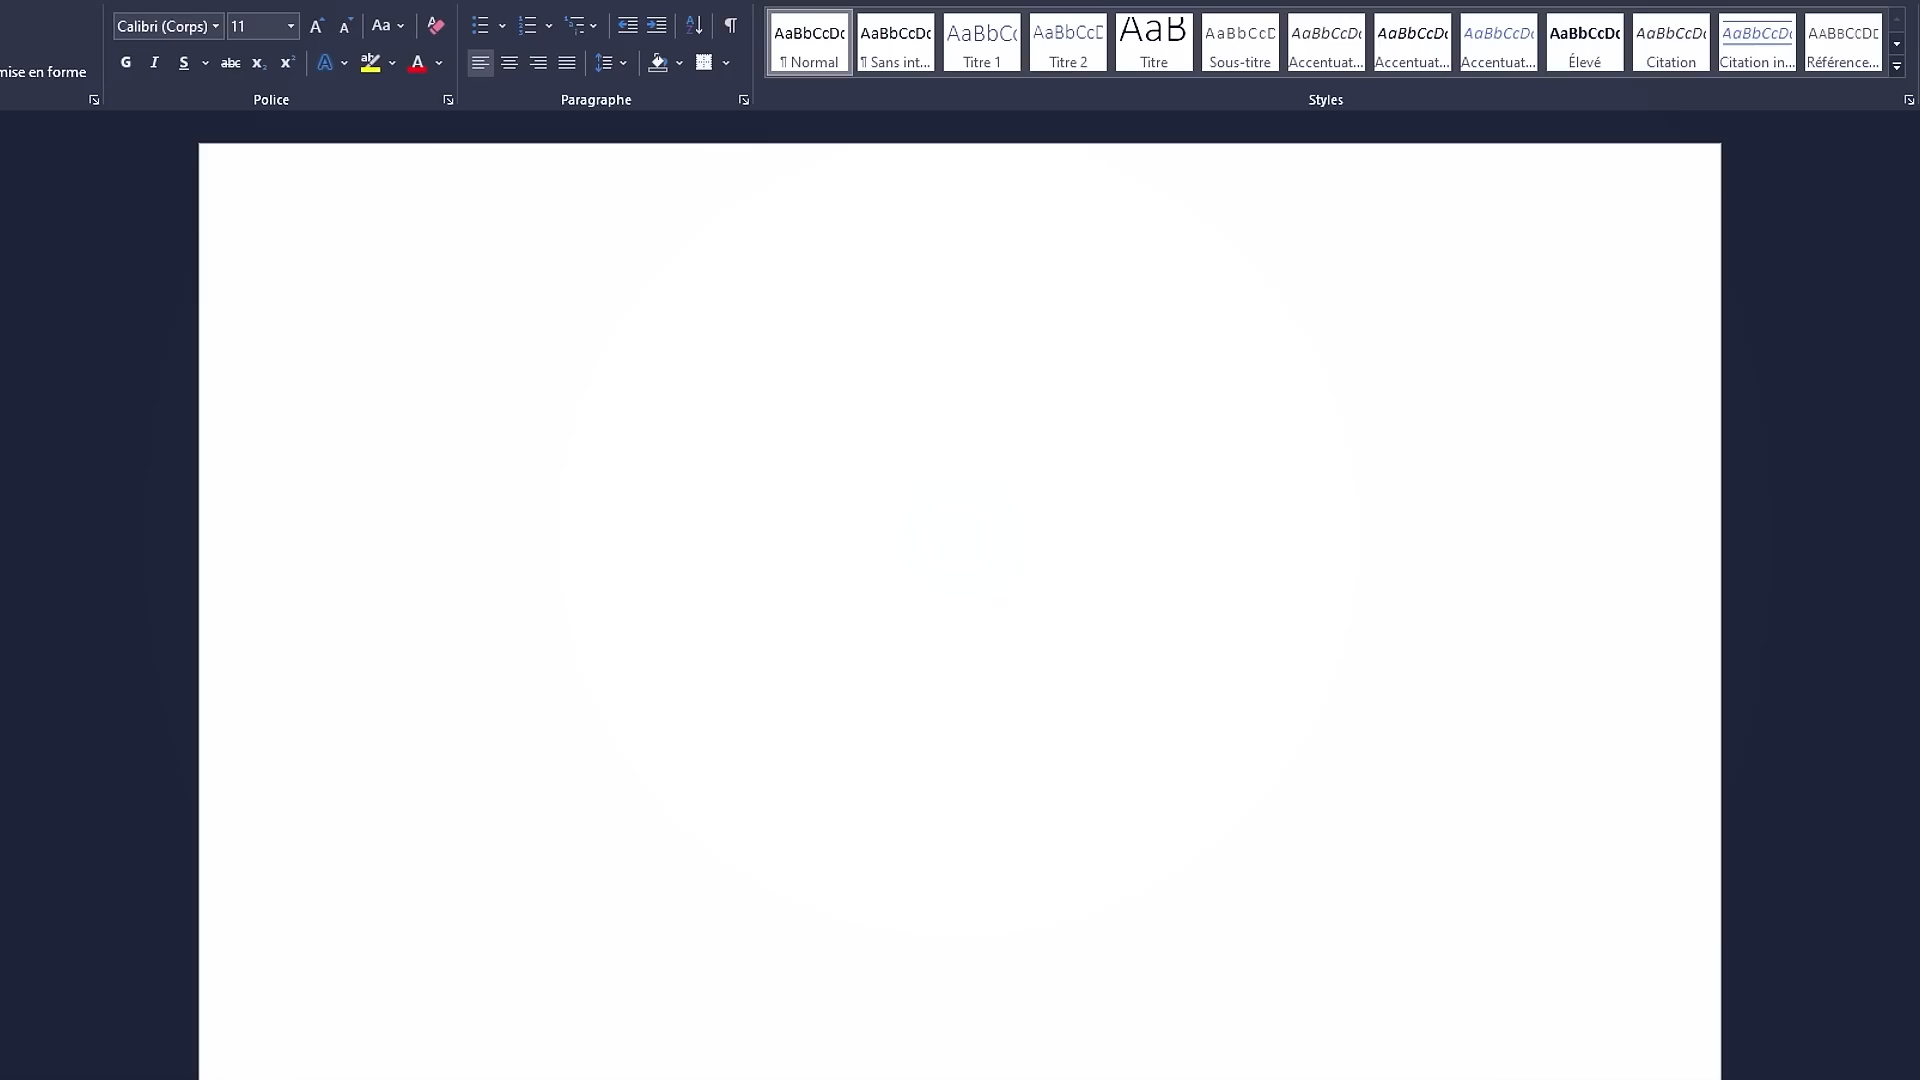 Calibri (Corps) 11 Aa
mise en forme
G I S abc x₂ x² A ab A
Police
Paragraphe
AaBbCcDc AaBbCcDc AaBbC AaBbCcD AaB AaBbCcD AaBbCcDc AaBbCcDc AaBbCcDc AaBbCcDc AaBbCcDc AaBbCcDc AABBCCDD
¶ Normal ¶ Sans int... Titre 1 Titre 2 Titre Sous-titre Accentuat... Accentuat... Accentuat... Élevé Citation Citation in... Référence...
Styles